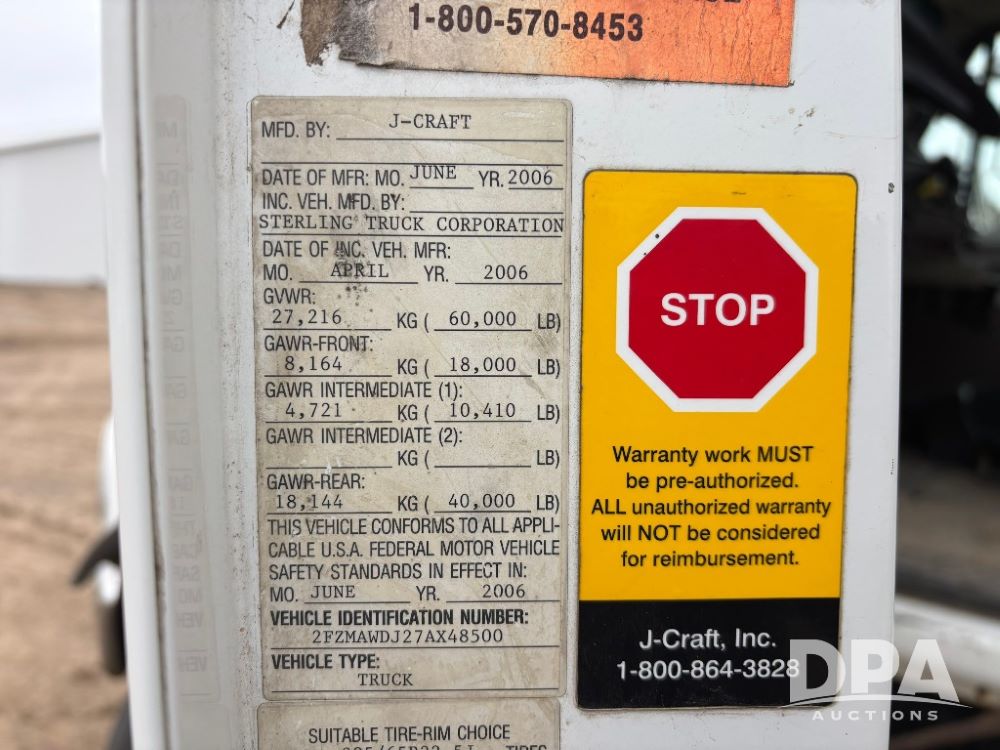 1-800-570-8453
MFD. BY: J-CRAFT
DATE OF MFR: MO. JUNE YR. 2006
INC. VEH. MFD. BY:
STERLING TRUCK CORPORATION
DATE OF INC. VEH. MFR:
MO. APRIL YR. 2006
GVWR:
27,216 KG ( 60,000 LB)
GAWR-FRONT:
8,164 KG ( 18,000 LB)
GAWR INTERMEDIATE (1):
4,721 KG ( 10,410 LB)
GAWR INTERMEDIATE (2):
KG ( LB)
GAWR-REAR:
18,144 KG ( 40,000 LB)
THIS VEHICLE CONFORMS TO ALL APPLI-
CABLE U.S.A. FEDERAL MOTOR VEHICLE
SAFETY STANDARDS IN EFFECT IN:
MO. JUNE YR. 2006
VEHICLE IDENTIFICATION NUMBER:
2FZMAWDJ27AX48500
VEHICLE TYPE:
TRUCK
SUITABLE TIRE-RIM CHOICE
TIRES
STOP
Warranty work MUST
be pre-authorized.
ALL unauthorized warranty
will NOT be considered
for reimbursement.
J-Craft, Inc.
1-800-864-3828
DPA
AUCTIONS